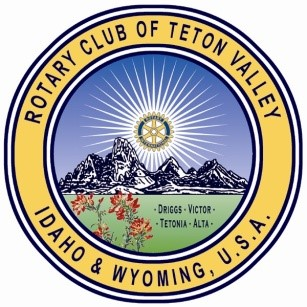 ROTARY CLUB OF TETON VALLEY
· DRIGGS · VICTOR ·
· TETONIA · ALTA ·
IDAHO & WYOMING, U.S.A.